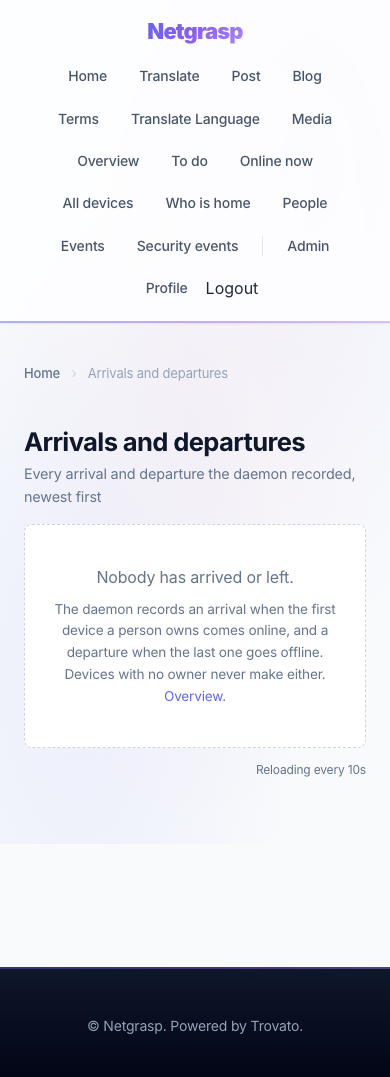 Netgrasp
Home Translate Post Blog
Terms Translate Language Media
Overview To do Online now
All devices Who is home People
Events Security events Admin
Profile Logout
Home › Arrivals and departures
Arrivals and departures
Every arrival and departure the daemon recorded,
newest first
Nobody has arrived or left.
The daemon records an arrival when the first
device a person owns comes online, and a
departure when the last one goes offline.
Devices with no owner never make either.
Overview.
Reloading every 10s
© Netgrasp. Powered by Trovato.